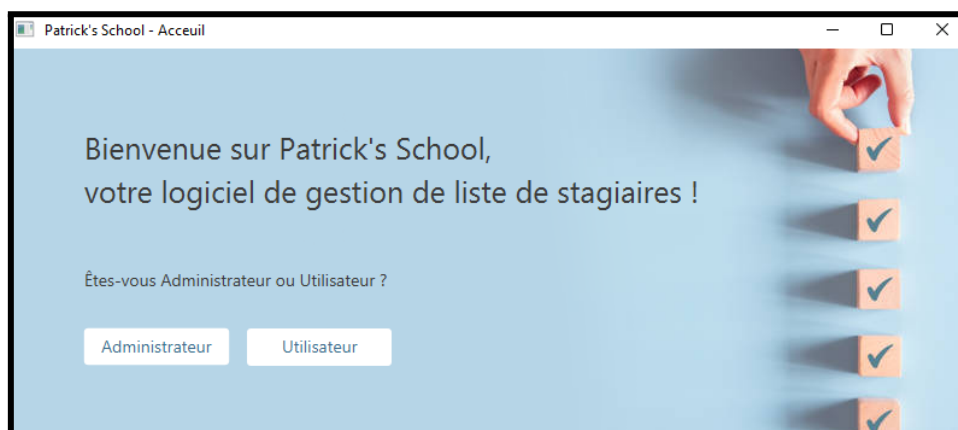 Patrick's School - Acceuil
Bienvenue sur Patrick's School,
votre logiciel de gestion de liste de stagiaires !
Êtes-vous Administrateur ou Utilisateur ?
Administrateur Utilisateur